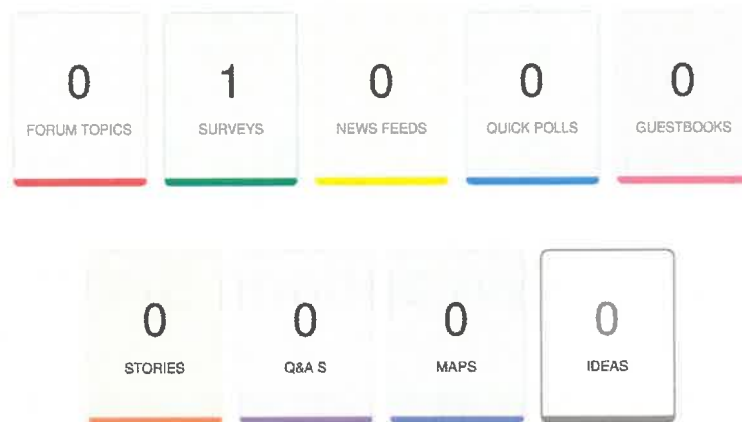 0 1 0 0 0
FORUM TOPICS SURVEYS NEWS FEEDS QUICK POLLS GUESTBOOKS
0 0 0 0
STORIES Q&A S MAPS IDEAS